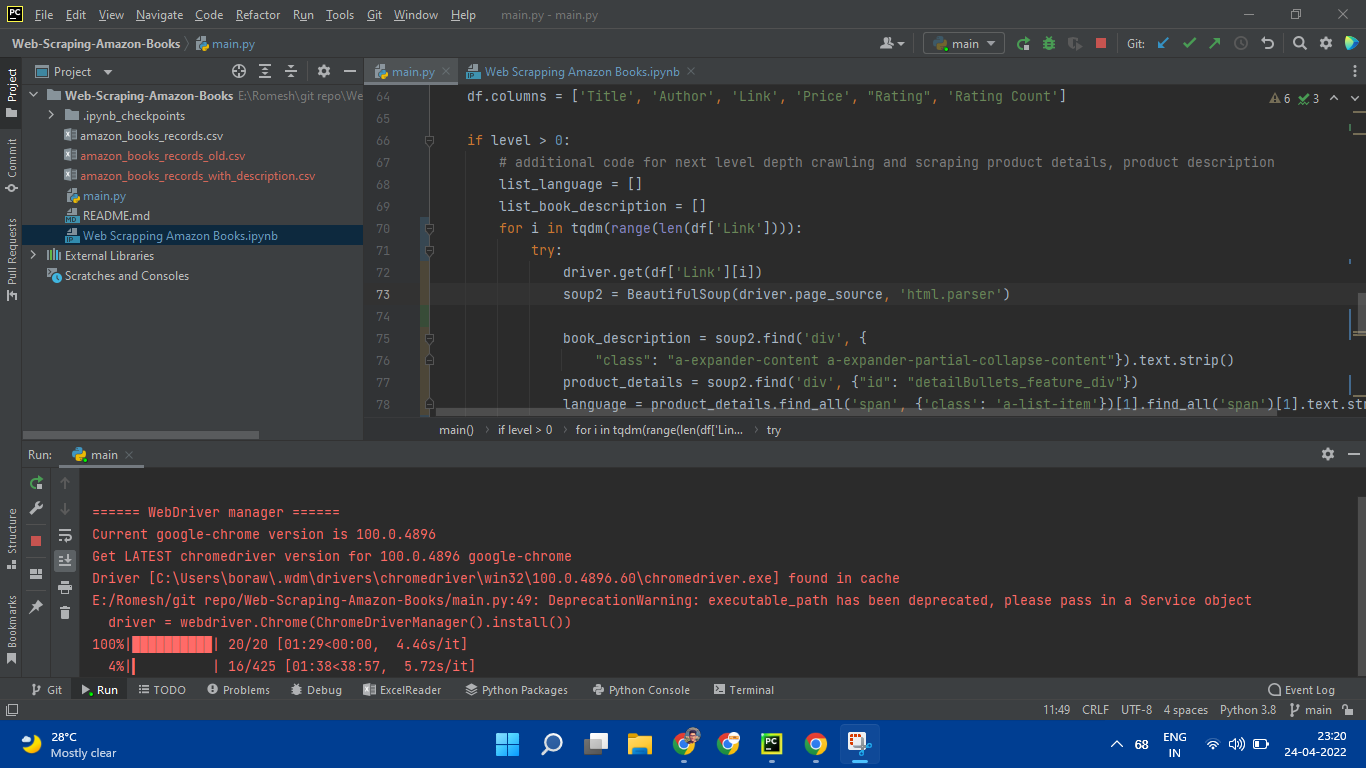 File Edit View Navigate Code Refactor Run Tools Git Window Help main.py - main.py
Web-Scraping-Amazon-Books main.py
main
Git:
Project
main.py
Web Scrapping Amazon Books.ipynb
Project
Commit
Pull Requests
Structure
Bookmarks
Web-Scraping-Amazon-Books E:\Romesh\git repo\We
.ipynb_checkpoints
amazon_books_records.csv
amazon_books_records_old.csv
amazon_books_records_with_description.csv
main.py
README.md
Web Scrapping Amazon Books.ipynb
External Libraries
Scratches and Consoles
6 3
64 df.columns = ['Title', 'Author', 'Link', 'Price', "Rating", 'Rating Count']
65
66 if level > 0:
67 # additional code for next level depth crawling and scraping product details, product description
68 list_language = []
69 list_book_description = []
70 for i in tqdm(range(len(df['Link']))):
71 try:
72 driver.get(df['Link'][i])
73 soup2 = BeautifulSoup(driver.page_source, 'html.parser')
74
75 book_description = soup2.find('div', {
76 "class": "a-expander-content a-expander-partial-collapse-content"}).text.strip()
77 product_details = soup2.find('div', {"id": "detailBullets_feature_div"})
78 language = product_details.find_all('span', {'class': 'a-list-item'})[1].find_all('span')[1].text.str
main() if level > 0 for i in tqdm(range(len(df['Lin... try
Run: main
====== WebDriver manager ======
Current google-chrome version is 100.0.4896
Get LATEST chromedriver version for 100.0.4896 google-chrome
Driver [C:\Users\boraw\.wdm\drivers\chromedriver\win32\100.0.4896.60\chromedriver.exe] found in cache
E:/Romesh/git repo/Web-Scraping-Amazon-Books/main.py:49: DeprecationWarning: executable_path has been deprecated, please pass in a Service object
driver = webdriver.Chrome(ChromeDriverManager().install())
100%|██████████| 20/20 [01:29<00:00, 4.46s/it]
4%|▍ | 16/425 [01:38<38:57, 5.72s/it]
Git Run TODO Problems Debug ExcelReader Python Packages Python Console Terminal Event Log
11:49 CRLF UTF-8 4 spaces Python 3.8 main
28°C
Mostly clear
68
ENG
IN
23:20
24-04-2022